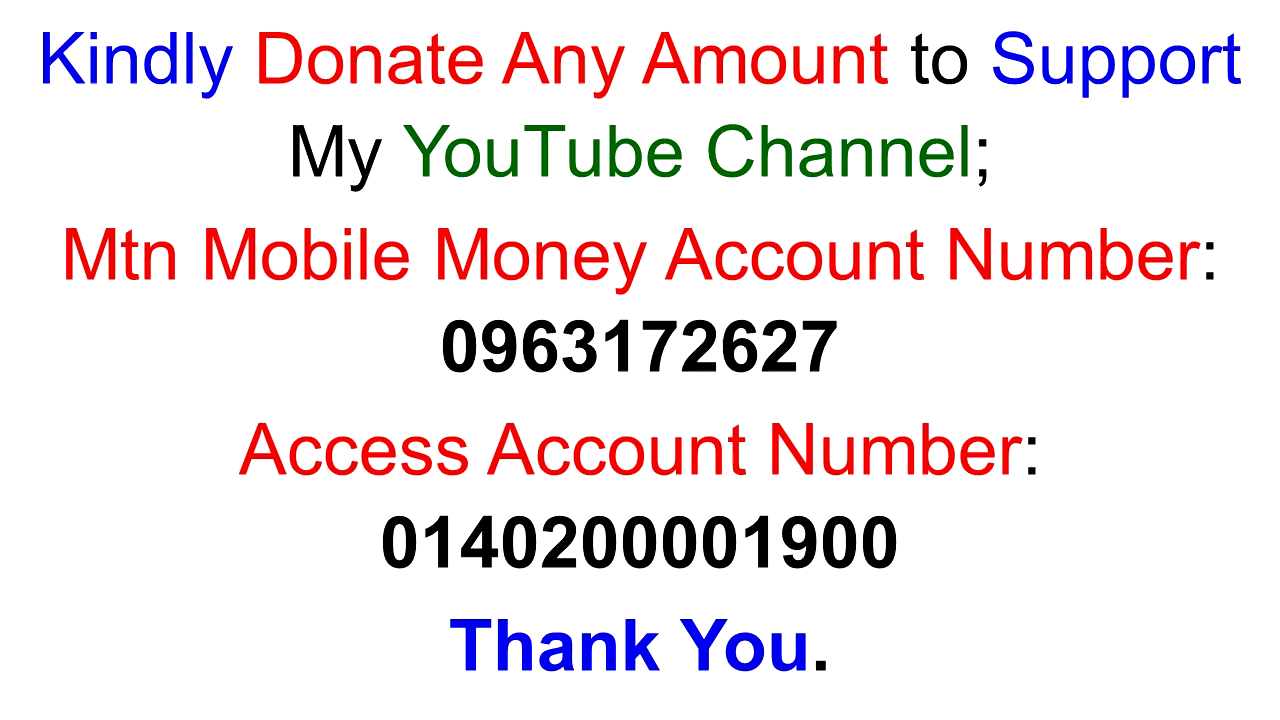 Kindly Donate Any Amount to Support
My YouTube Channel;
Mtn Mobile Money Account Number:
0963172627
Access Account Number:
0140200001900
Thank You.